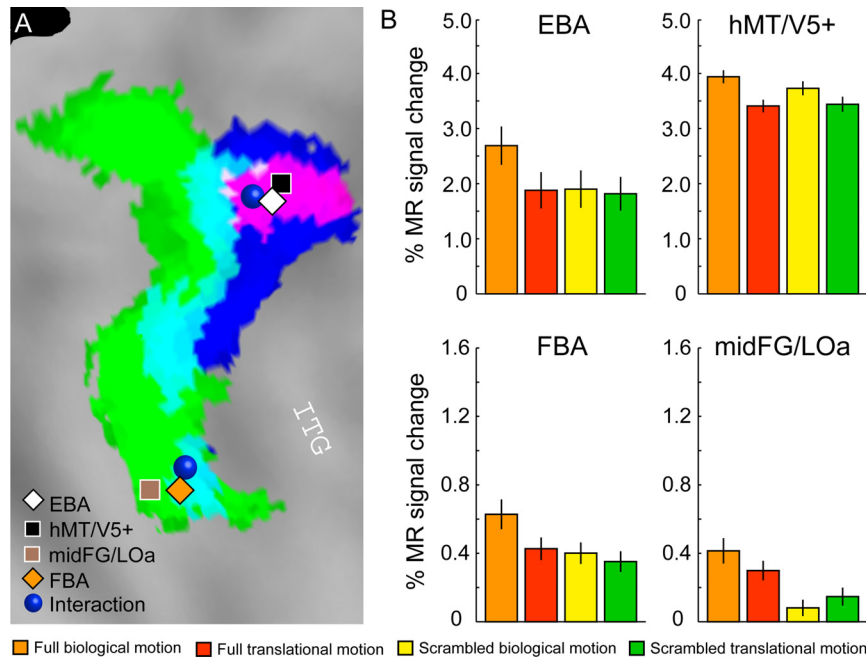 A
ITG
EBA
hMT/V5+
midFG/LOa
FBA
Interaction
B
EBA
hMT/V5+
% MR signal change
5.0
4.0
3.0
2.0
1.0
0
5.0
4.0
3.0
2.0
1.0
0
FBA
midFG/LOa
% MR signal change
1.6
1.2
0.8
0.4
0
1.6
1.2
0.8
0.4
0
Full biological motion Full translational motion Scrambled biological motion Scrambled translational motion